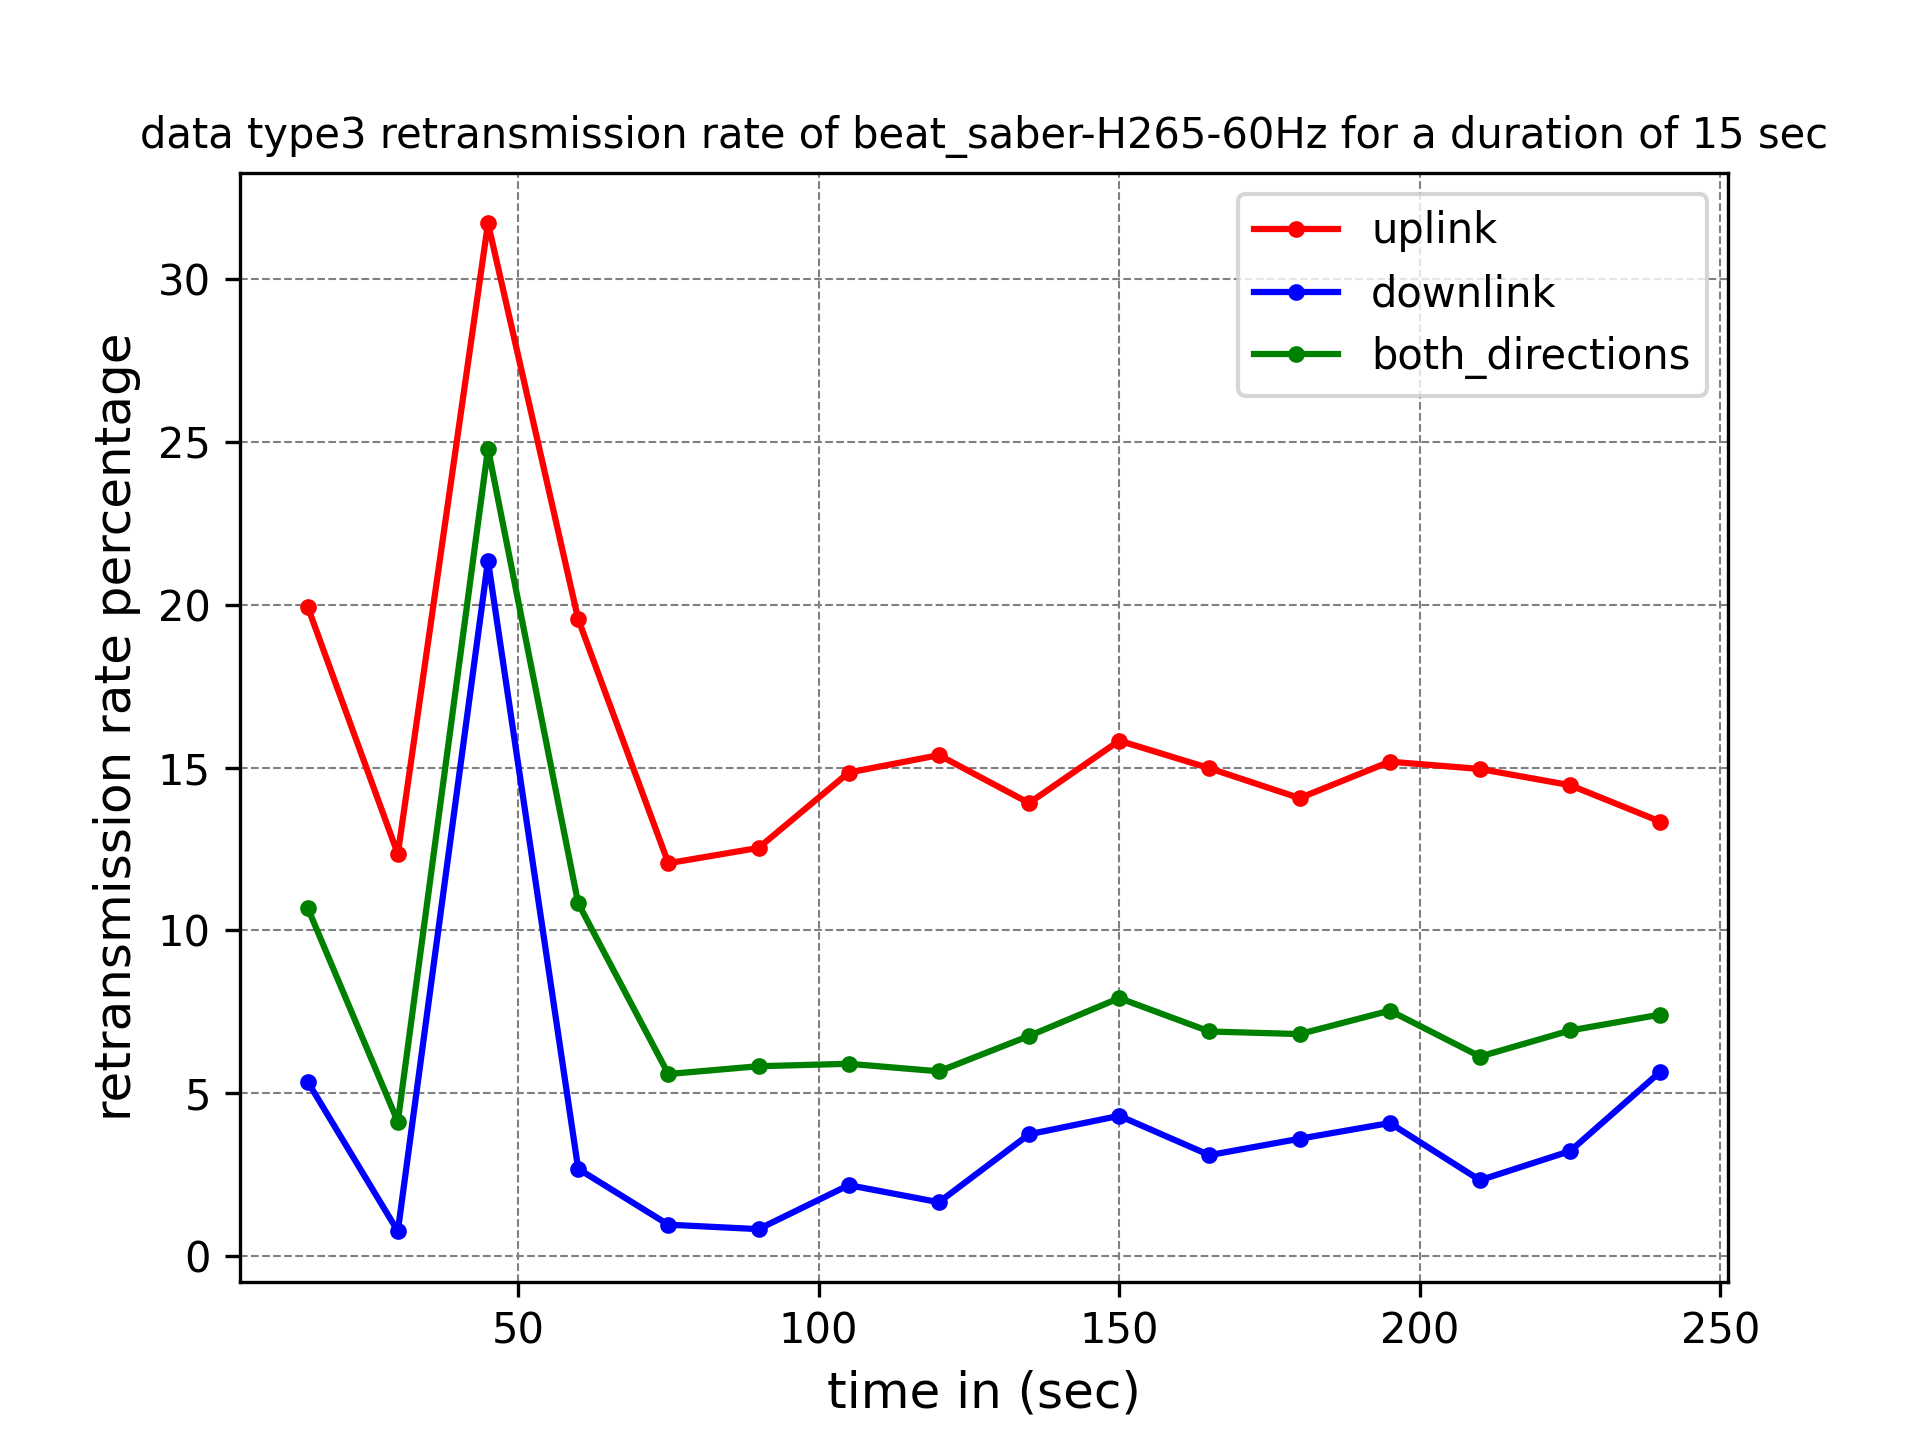 data type3 retransmission rate of beat_saber-H265-60Hz for a duration of 15 sec
uplink
downlink
both_directions
retransmission rate percentage
30
25
20
15
10
5
0
50 100 150 200 250
time in (sec)